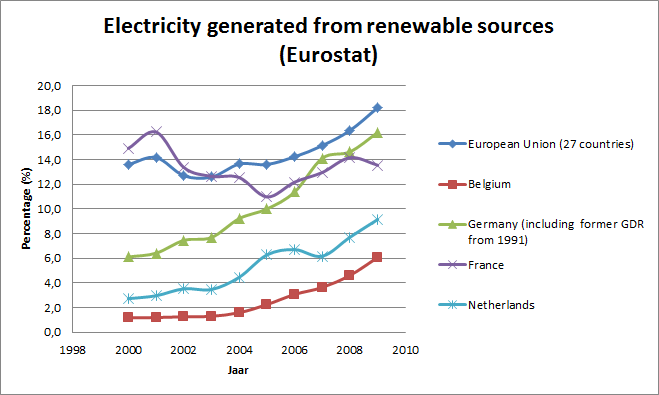 Electricity generated from renewable sources
(Eurostat)
20,0
18,0
16,0
14,0
12,0
10,0
8,0
6,0
4,0
2,0
0,0
Percentage (%)
1998 2000 2002 2004 2006 2008 2010
Jaar
European Union (27 countries)
Belgium
Germany (including former GDR
from 1991)
France
Netherlands